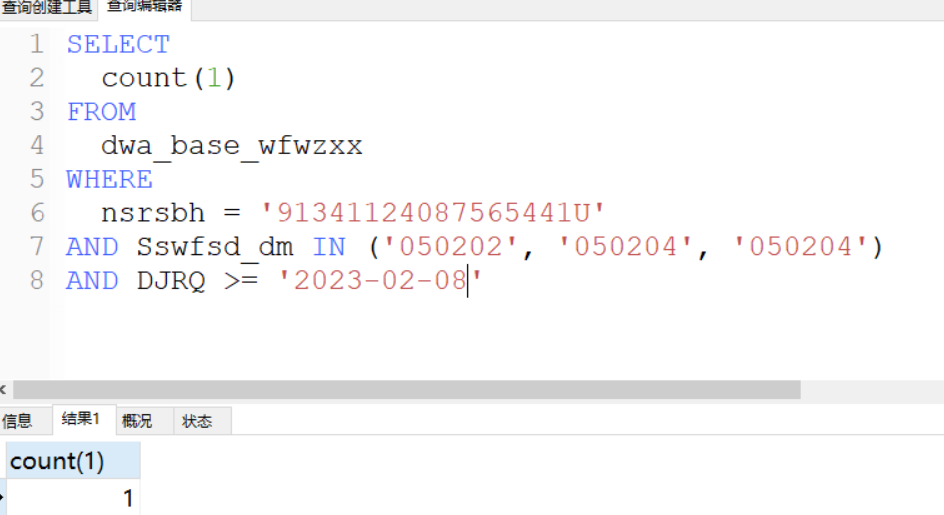 查询创建工具 查询编辑器
1 SELECT
2 count(1)
3 FROM
4 dwa_base_wfwzxx
5 WHERE
6 nsrsbh = '91341124087565441U'
7 AND Sswfsd_dm IN ('050202', '050204', '050204')
8 AND DJRQ >= '2023-02-08'
信息 结果1 概况 状态
count(1)
1